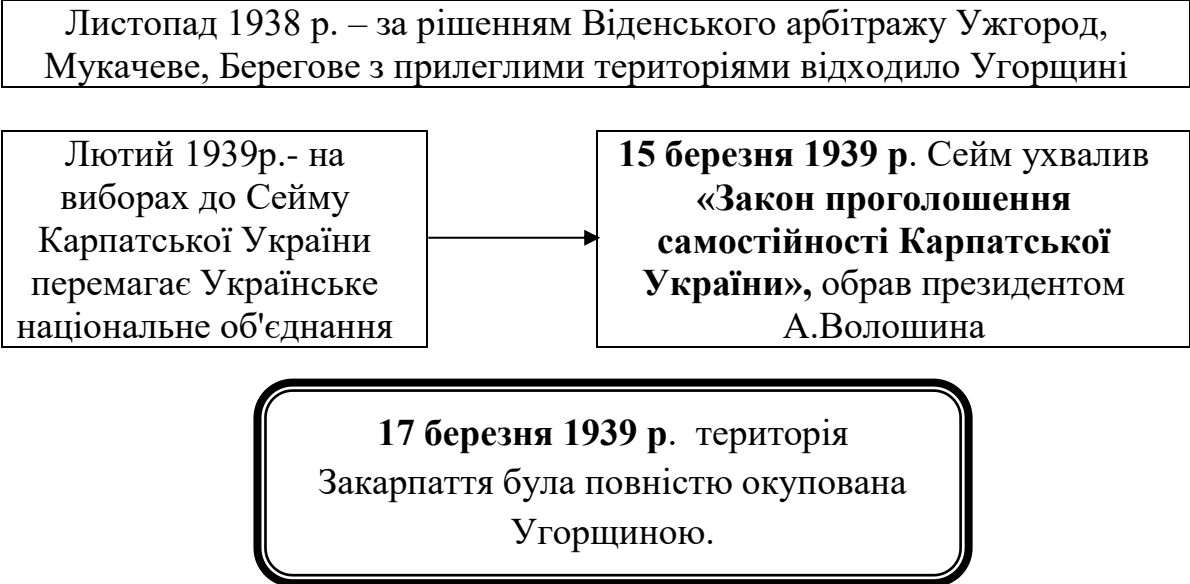 Листопад 1938 р. – за рішенням Віденського арбітражу Ужгород,
Мукачеве, Берегове з прилеглими територіями відходило Угорщині
Лютий 1939р.- на
виборах до Сейму
Карпатської України
перемагає Українське
національне об'єднання
15 березня 1939 р. Сейм ухвалив
«Закон проголошення
самостійності Карпатської
України», обрав президентом
А.Волошина
17 березня 1939 р. територія
Закарпаття була повністю окупована
Угорщиною.